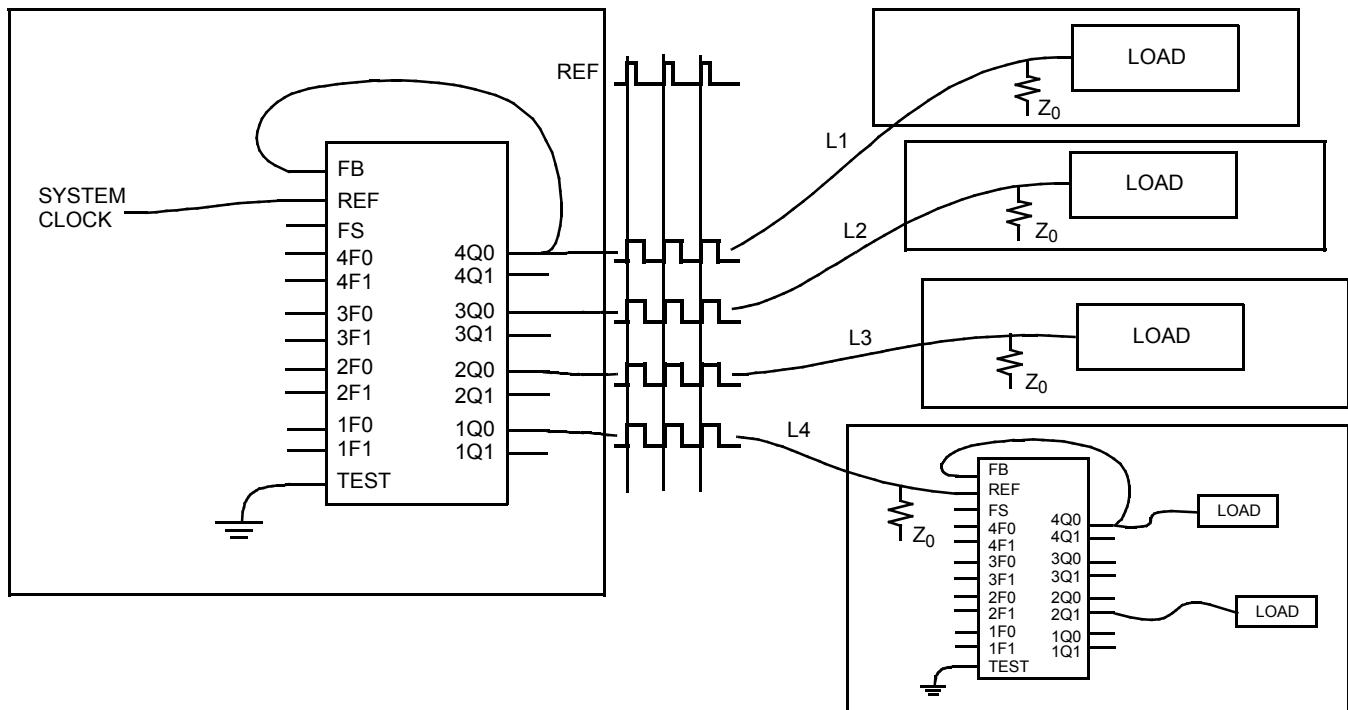 SYSTEM
CLOCK
FB
REF
FS
4F0
4F1
3F0
3F1
2F0
2F1
1F0
1F1
TEST
4Q0
4Q1
3Q0
3Q1
2Q0
2Q1
1Q0
1Q1
REF
L1
L2
L3
L4
LOAD
Z0
LOAD
Z0
LOAD
Z0
Z0
FB
REF
FS
4F0
4F1
3F0
3F1
2F0
2F1
1F0
1F1
TEST
4Q0
4Q1
3Q0
3Q1
2Q0
2Q1
1Q0
1Q1
LOAD
LOAD